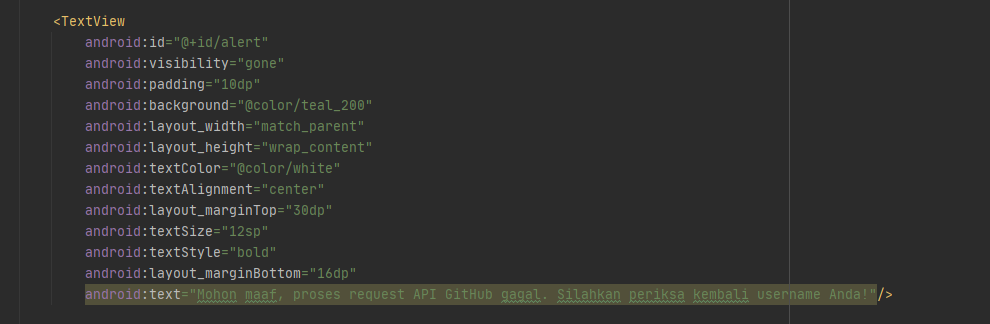 <TextView
android:id="@+id/alert"
android:visibility="gone"
android:padding="10dp"
android:background="@color/teal_200"
android:layout_width="match_parent"
android:layout_height="wrap_content"
android:textColor="@color/white"
android:textAlignment="center"
android:layout_marginTop="30dp"
android:textSize="12sp"
android:textStyle="bold"
android:layout_marginBottom="16dp"
android:text="Mohon maaf, proses request API GitHub gagal. Silahkan periksa kembali username Anda!"/>